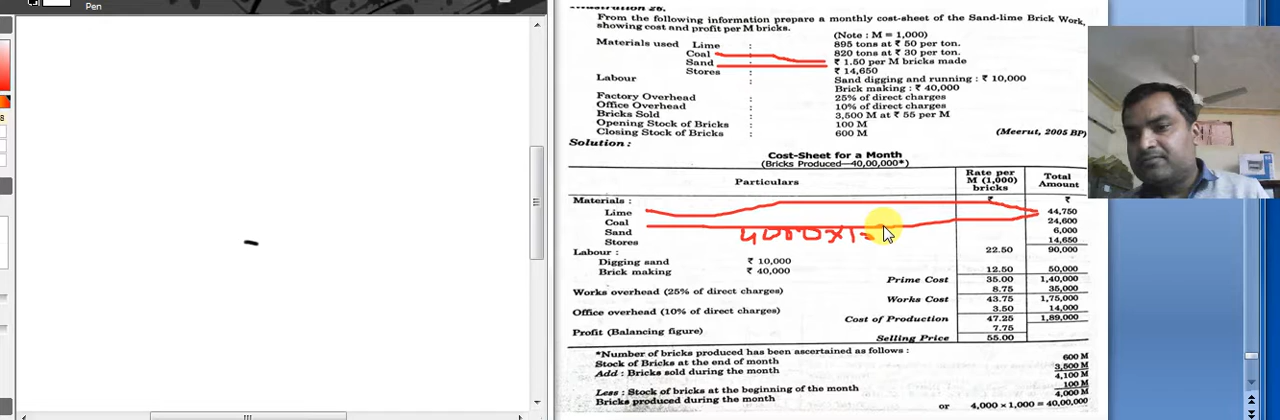 Pen
Illustration 26.
From the following information prepare a monthly cost-sheet of the Sand-lime Brick Work,
showing cost and profit per M bricks.
(Note : M = 1,000)
Materials used Lime : 895 tons at ₹ 50 per ton.
Coal : 820 tons at ₹ 30 per ton.
Sand : ₹ 1.50 per M bricks made
Stores : ₹ 14,650
Labour : Sand digging and running : ₹ 10,000
Brick making : ₹ 40,000
Factory Overhead : 25% of direct charges
Office Overhead : 10% of direct charges
Bricks Sold : 3,500 M at ₹ 55 per M
Opening Stock of Bricks : 100 M
Closing Stock of Bricks : 600 M (Meerut, 2005 BP)
Solution :
Cost-Sheet for a Month
(Bricks Produced—40,00,000*)
Particulars Rate per M (1,000) bricks Total Amount
₹ ₹
Materials :
Lime 44,750
Coal 24,600
Sand 4000×1= 6,000
Stores 14,650
22.50 90,000
Labour :
Digging sand ₹ 10,000
Brick making ₹ 40,000 12.50 50,000
Prime Cost 35.00 1,40,000
Works overhead (25% of direct charges) 8.75 35,000
Works Cost 43.75 1,75,000
Office overhead (10% of direct charges) 3.50 14,000
Cost of Production 47.25 1,89,000
Profit (Balancing figure) 7.75
Selling Price 55.00
*Number of bricks produced has been ascertained as follows :
Stock of Bricks at the end of month 600 M
Add : Bricks sold during the month 3,500 M
4,100 M
Less : Stock of bricks at the beginning of the month 100 M
Bricks produced during the month 4,000 M
or 4,000 × 1,000 = 40,00,000